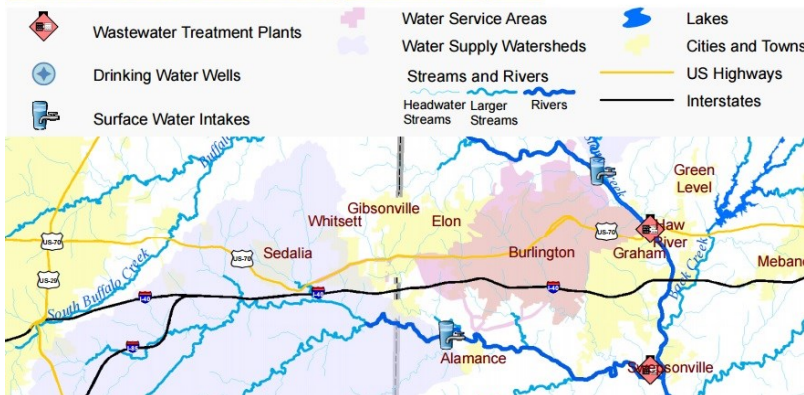 Wastewater Treatment Plants
Drinking Water Wells
Surface Water Intakes
Water Service Areas
Water Supply Watersheds
Streams and Rivers
Headwater Streams
Larger Streams
Rivers
Lakes
Cities and Towns
US Highways
Interstates
Buffalo
Creek
Green
Level
Gibsonville
Whitsett
Elon
US-70
US-70
US-70
Haw
River
Sedalia
Burlington
Graham
Mebane
US-29
South Buffalo Creek
Back Creek
I-40
I-40
I-40
Alamance
Swepsonville